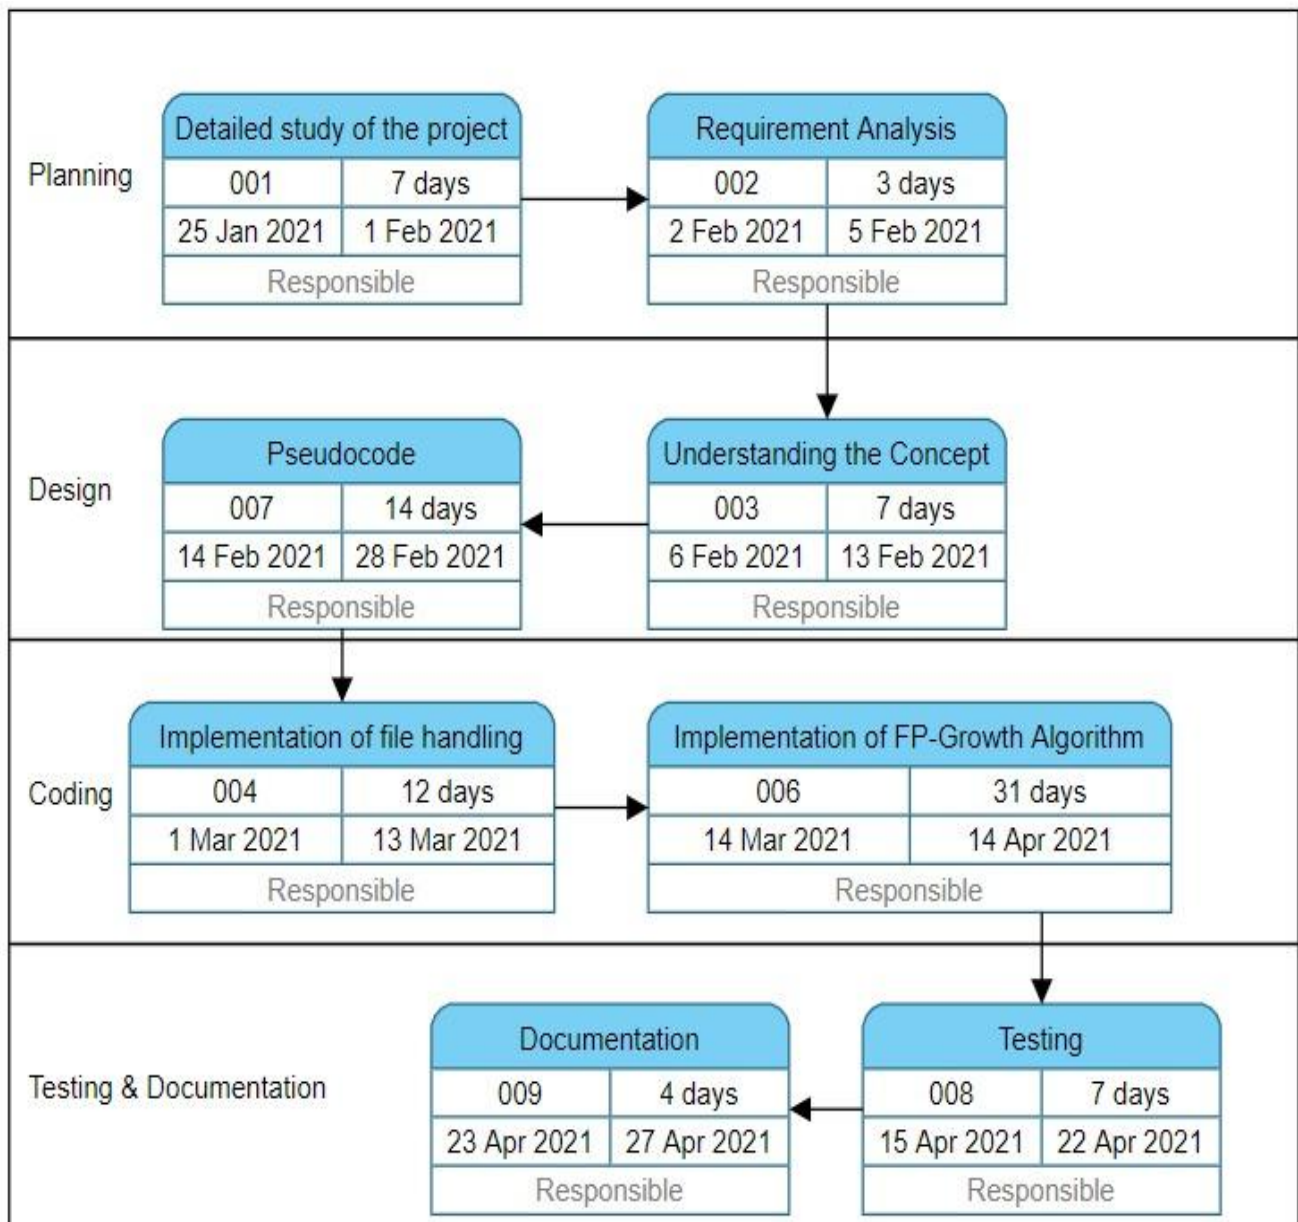 Planning
Detailed study of the project
001 7 days
25 Jan 2021 1 Feb 2021
Responsible
Requirement Analysis
002 3 days
2 Feb 2021 5 Feb 2021
Responsible
Design
Pseudocode
007 14 days
14 Feb 2021 28 Feb 2021
Responsible
Understanding the Concept
003 7 days
6 Feb 2021 13 Feb 2021
Responsible
Coding
Implementation of file handling
004 12 days
1 Mar 2021 13 Mar 2021
Responsible
Implementation of FP-Growth Algorithm
006 31 days
14 Mar 2021 14 Apr 2021
Responsible
Testing & Documentation
Documentation
009 4 days
23 Apr 2021 27 Apr 2021
Responsible
Testing
008 7 days
15 Apr 2021 22 Apr 2021
Responsible